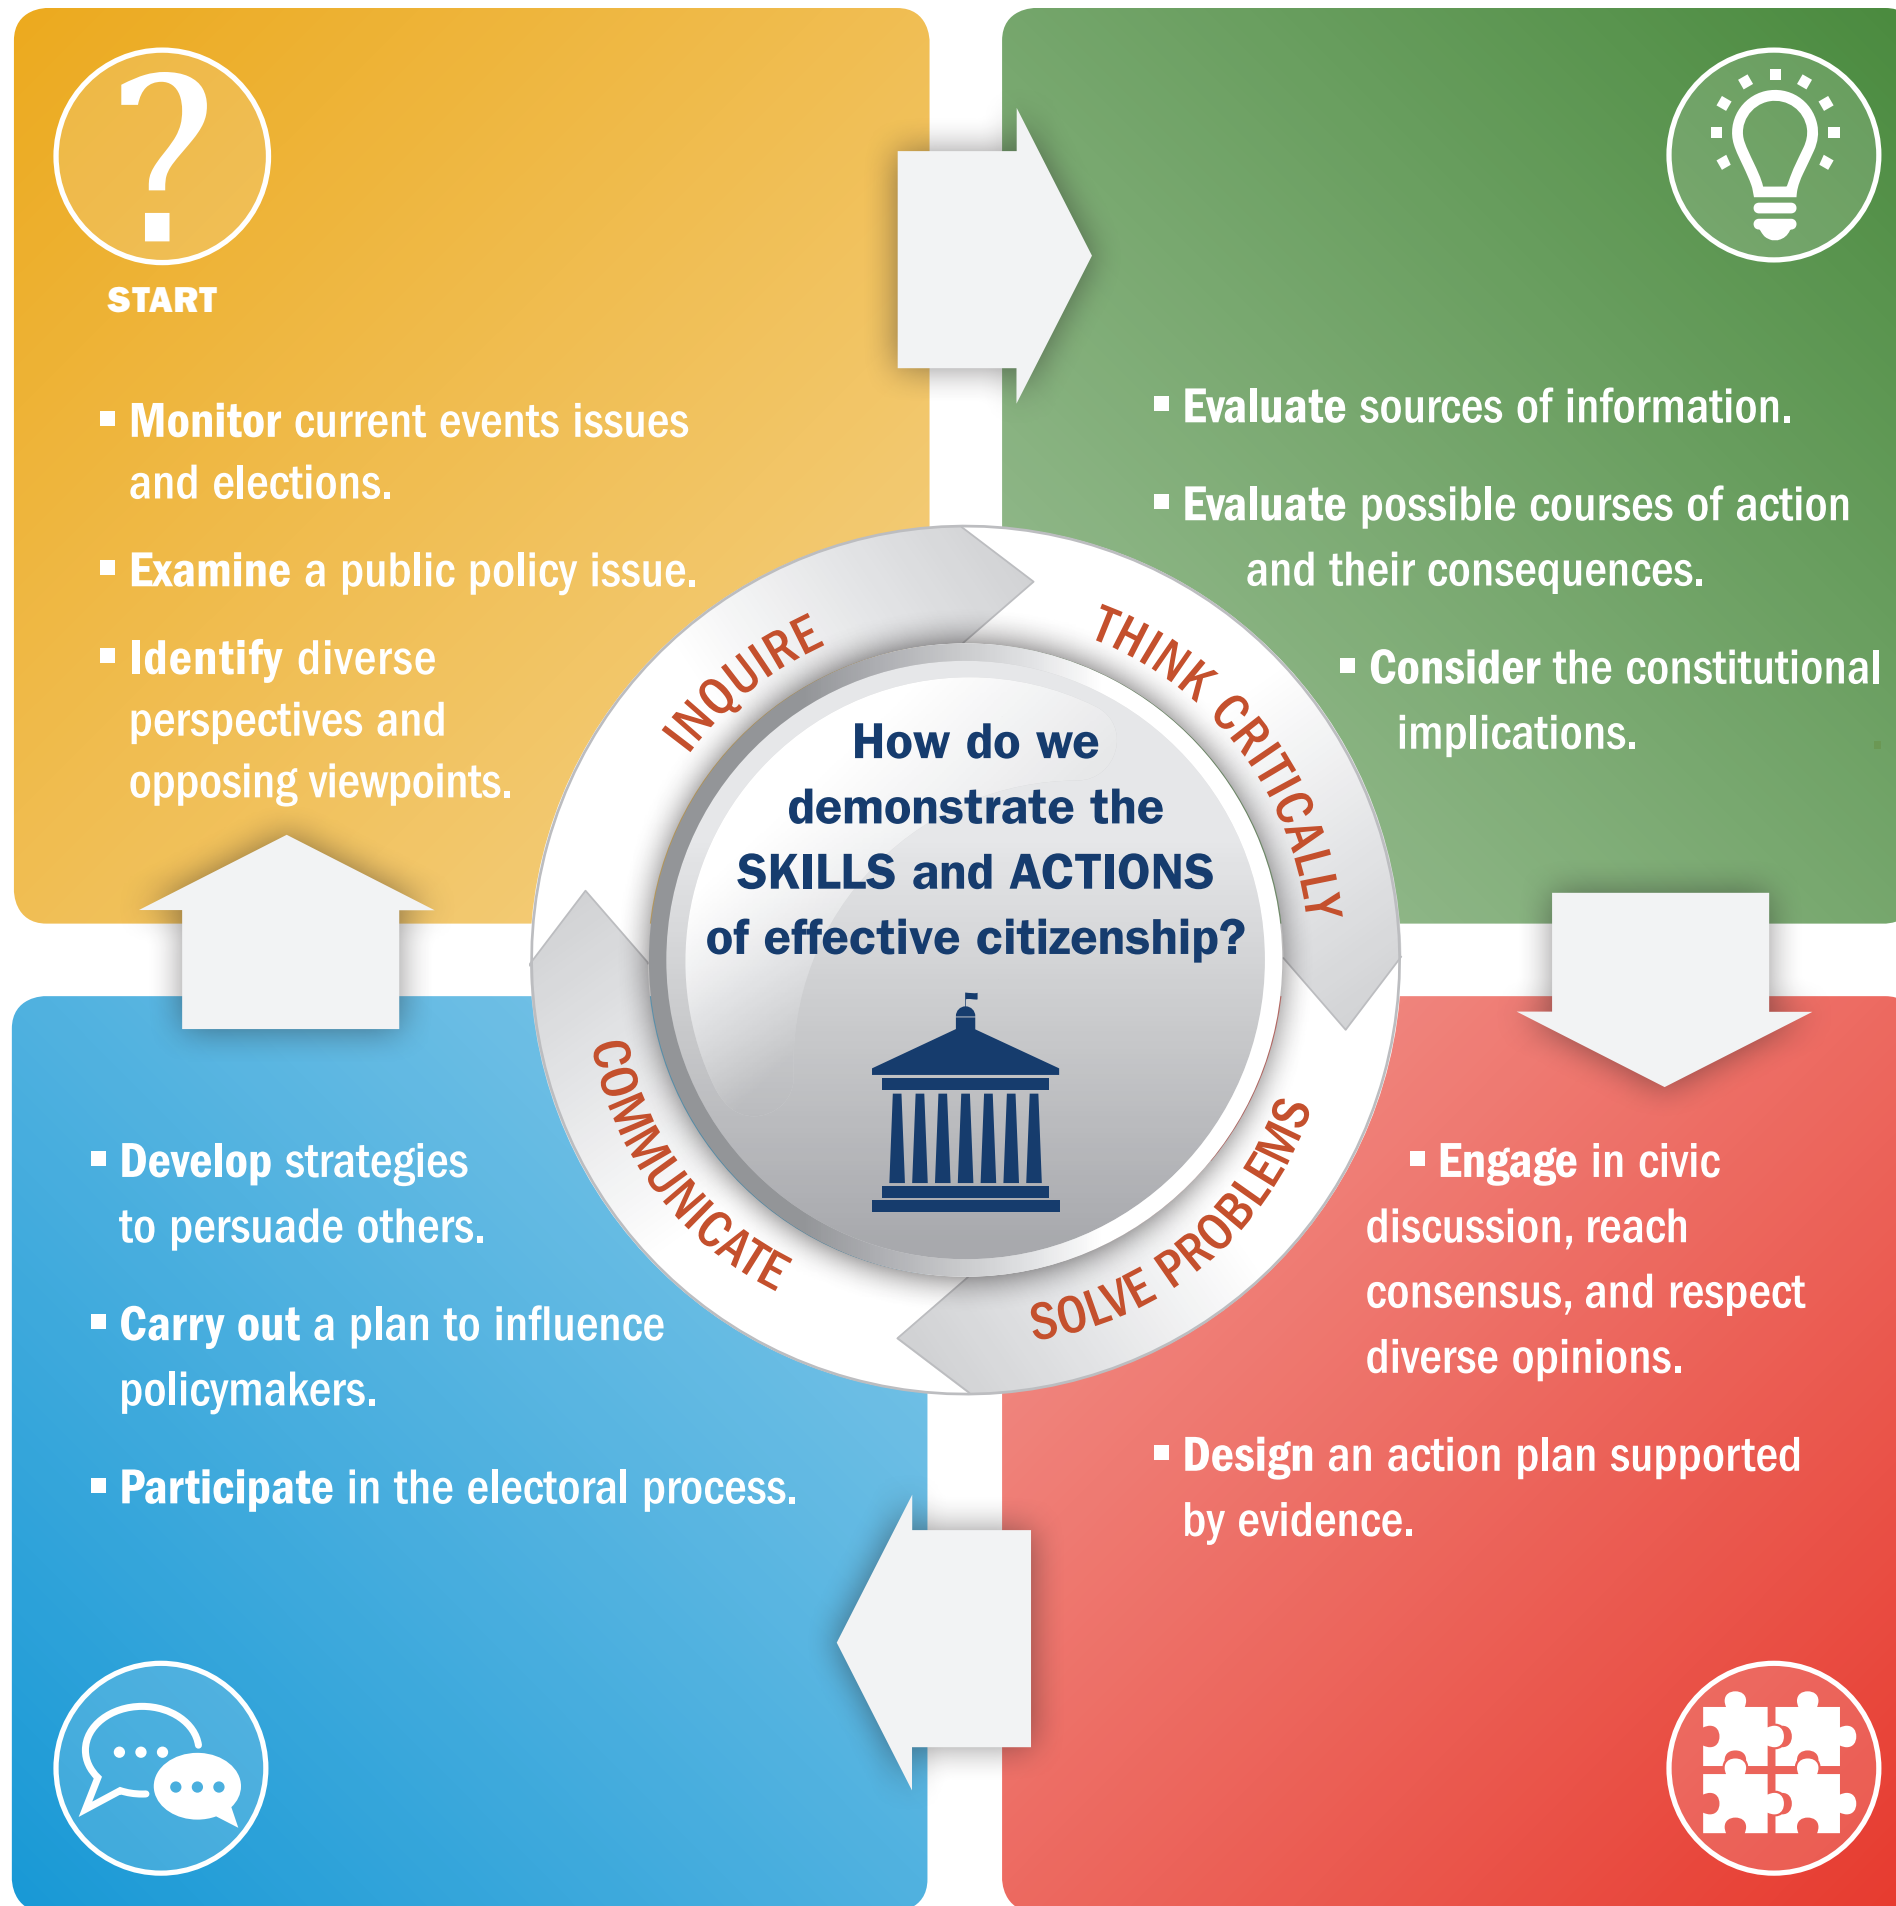 START
▪ Monitor current events issues
and elections.
▪ Examine a public policy issue.
▪ Identify diverse
perspectives and
opposing viewpoints.
▪ Evaluate sources of information.
▪ Evaluate possible courses of action
and their consequences.
▪ Consider the constitutional
implications.
INQUIRE
THINK CRITICALLY
SOLVE PROBLEMS
COMMUNICATE
How do we
demonstrate the
SKILLS and ACTIONS
of effective citizenship?
▪ Engage in civic
discussion, reach
consensus, and respect
diverse opinions.
▪ Design an action plan supported
by evidence.
▪ Develop strategies
to persuade others.
▪ Carry out a plan to influence
policymakers.
▪ Participate in the electoral process.